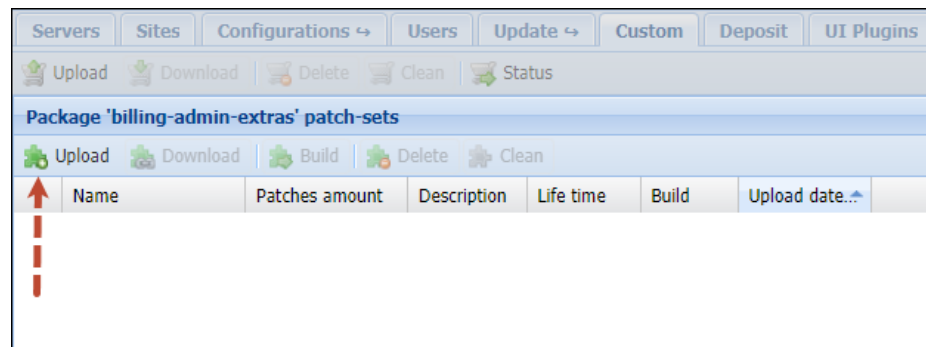 Servers Sites Configurations ↪ Users Update ↪ Custom Deposit UI Plugins
Upload Download Delete Clean Status
Package 'billing-admin-extras' patch-sets
Upload Download Build Delete Clean
Name Patches amount Description Life time Build Upload date...